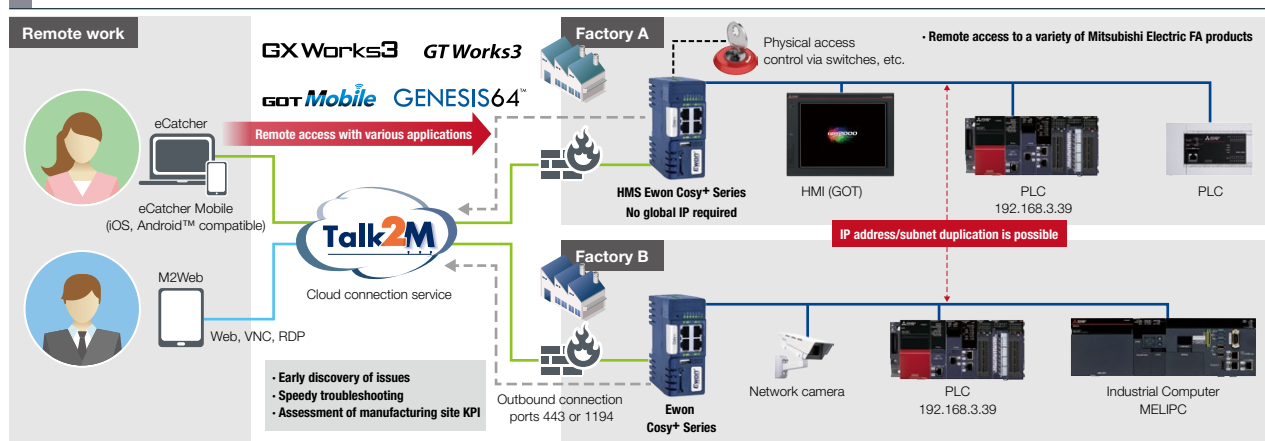 Remote work
eCatcher
eCatcher Mobile
(iOS, Android™ compatible)
M2Web
Web, VNC, RDP
GX Works3
GT Works3
GOT Mobile
GENESIS64™
Remote access with various applications
Talk2M
Cloud connection service
· Early discovery of issues
· Speedy troubleshooting
· Assessment of manufacturing site KPI
Outbound connection
ports 443 or 1194
Factory A
Physical access
control via switches, etc.
· Remote access to a variety of Mitsubishi Electric FA products
ewon
HMS Ewon Cosy+ Series
No global IP required
HMI (GOT)
PLC
192.168.3.39
PLC
IP address/subnet duplication is possible
Factory B
ewon
Ewon
Cosy+ Series
Network camera
PLC
192.168.3.39
Industrial Computer
MELIPC